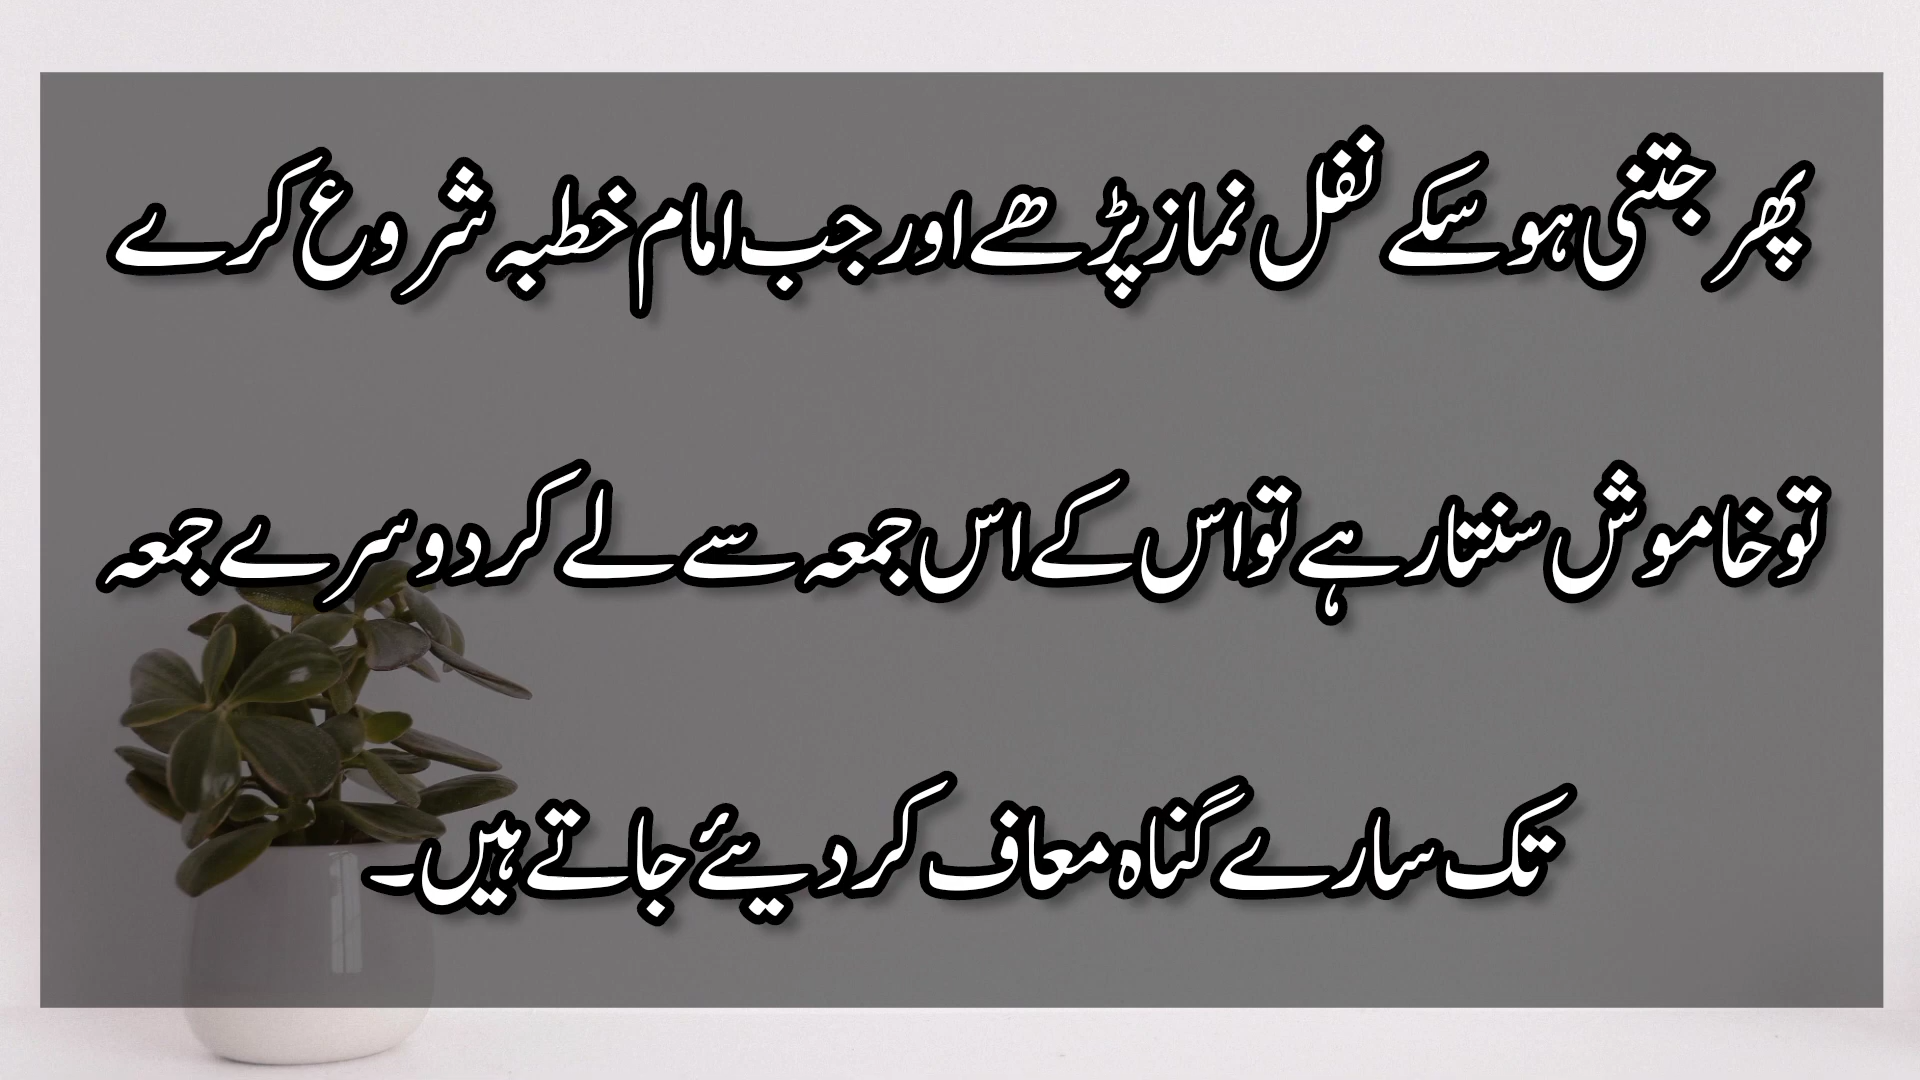 پھر جتنی ہو سکے نفل نماز پڑھے اور جب امام خطبہ شروع کرے
تو خاموش سنتا رہے تو اس کے اس جمعہ سے لے کر دوسرے جمعہ
تک سارے گناہ معاف کر دیئے جاتے ہیں۔